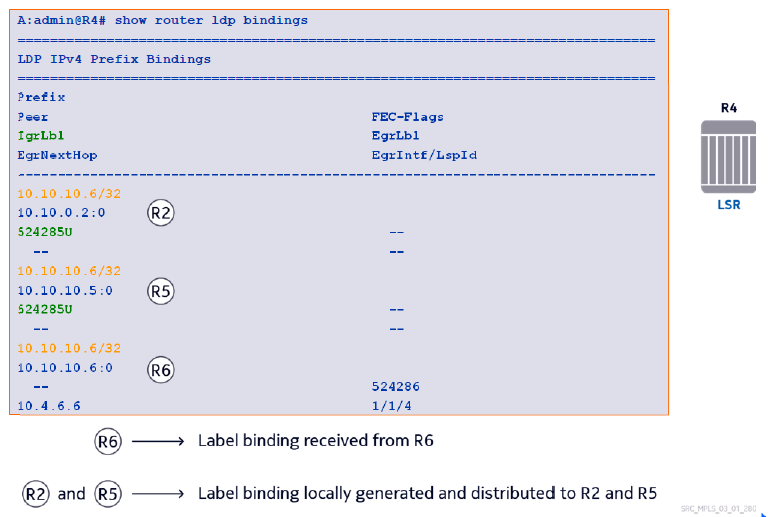 A:admin@R4# show router ldp bindings
===============================================================================
LDP IPv4 Prefix Bindings
===============================================================================
Prefix
Peer FEC-Flags
IgrLbl EgrLbl
EgrNextHop EgrIntf/LspId
-------------------------------------------------------------------------------
10.10.10.6/32
10.10.0.2:0 R2
524285U --
-- --
10.10.10.6/32
10.10.10.5:0 R5
524285U --
-- --
10.10.10.6/32
10.10.10.6:0 R6
-- 524286
10.4.6.6 1/1/4
R4
LSR
R6 Label binding received from R6
R2 and R5 Label binding locally generated and distributed to R2 and R5
SRC_MPLS_03_01_280